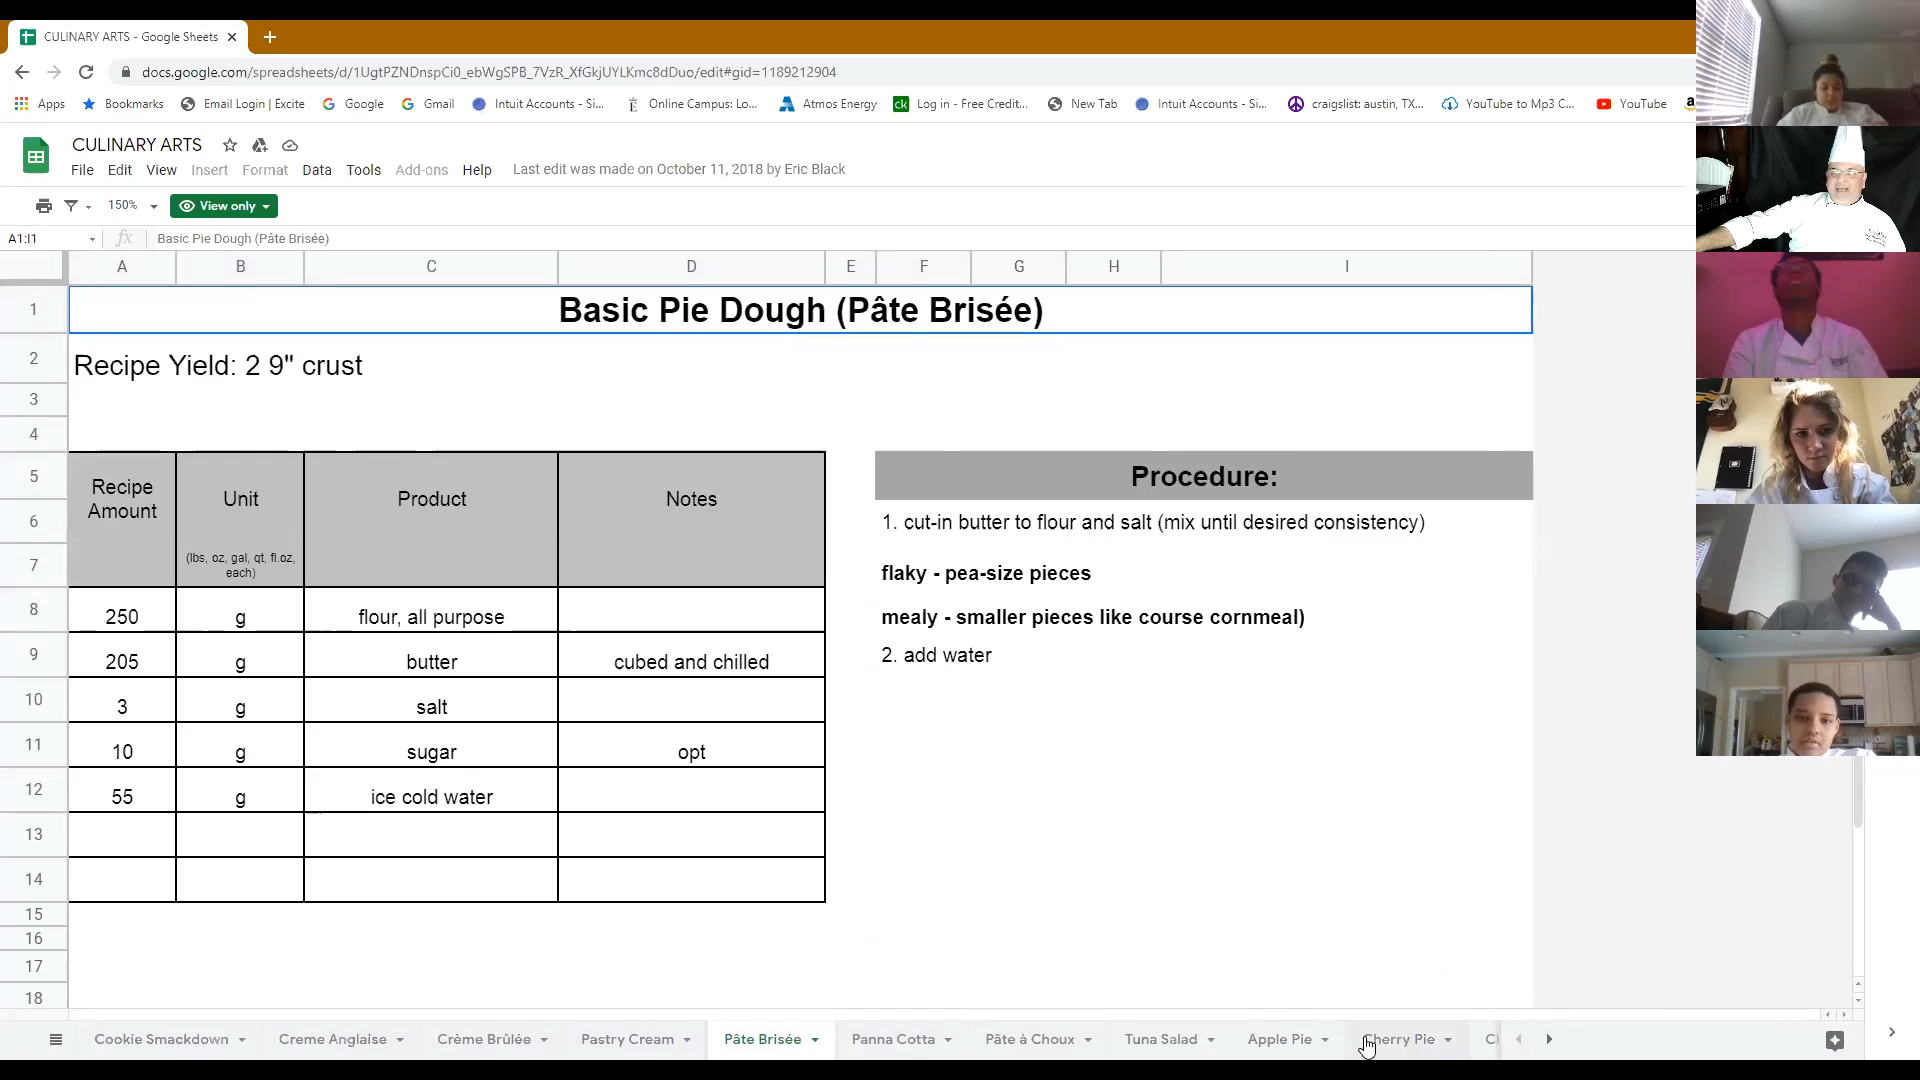 CULINARY ARTS - Google Sheets
docs.google.com/spreadsheets/d/1UgtPZNDnspCi0_ebWgSPB_7VzR_XfGkjUYLKmc8dDuo/edit#gid=1189212904
Apps Bookmarks Email Login | Excite Google Gmail Intuit Accounts - Si... Online Campus: Lo... Atmos Energy ck Log in - Free Credit... New Tab Intuit Accounts - Si... craigslist: austin, TX... YouTube to Mp3 C... YouTube a
CULINARY ARTS
File Edit View Insert Format Data Tools Add-ons Help Last edit was made on October 11, 2018 by Eric Black
150% View only
A1:I1 fx Basic Pie Dough (Pâte Brisée)
A B C D E F G H I
1 Basic Pie Dough (Pâte Brisée)
2 Recipe Yield: 2 9" crust
3
4
5 Recipe Amount Unit Product Notes Procedure:
6 1. cut-in butter to flour and salt (mix until desired consistency)
7 (lbs, oz, gal, qt, fl.oz, each) flaky - pea-size pieces
8 250 g flour, all purpose mealy - smaller pieces like course cornmeal)
9 205 g butter cubed and chilled 2. add water
10 3 g salt
11 10 g sugar opt
12 55 g ice cold water
13
14
15
16
17
18
Cookie Smackdown Creme Anglaise Crème Brûlée Pastry Cream Pâte Brisée Panna Cotta Pâte à Choux Tuna Salad Apple Pie Cherry Pie